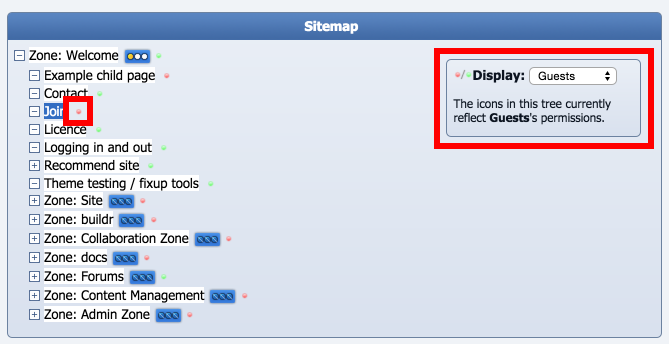 Sitemap
Zone: Welcome
Example child page
Contact
Join
Licence
Logging in and out
Recommend site
Theme testing / fixup tools
Zone: Site
Zone: buildr
Zone: Collaboration Zone
Zone: docs
Zone: Forums
Zone: Content Management
Zone: Admin Zone
/ Display: Guests
The icons in this tree currently
reflect Guests's permissions.